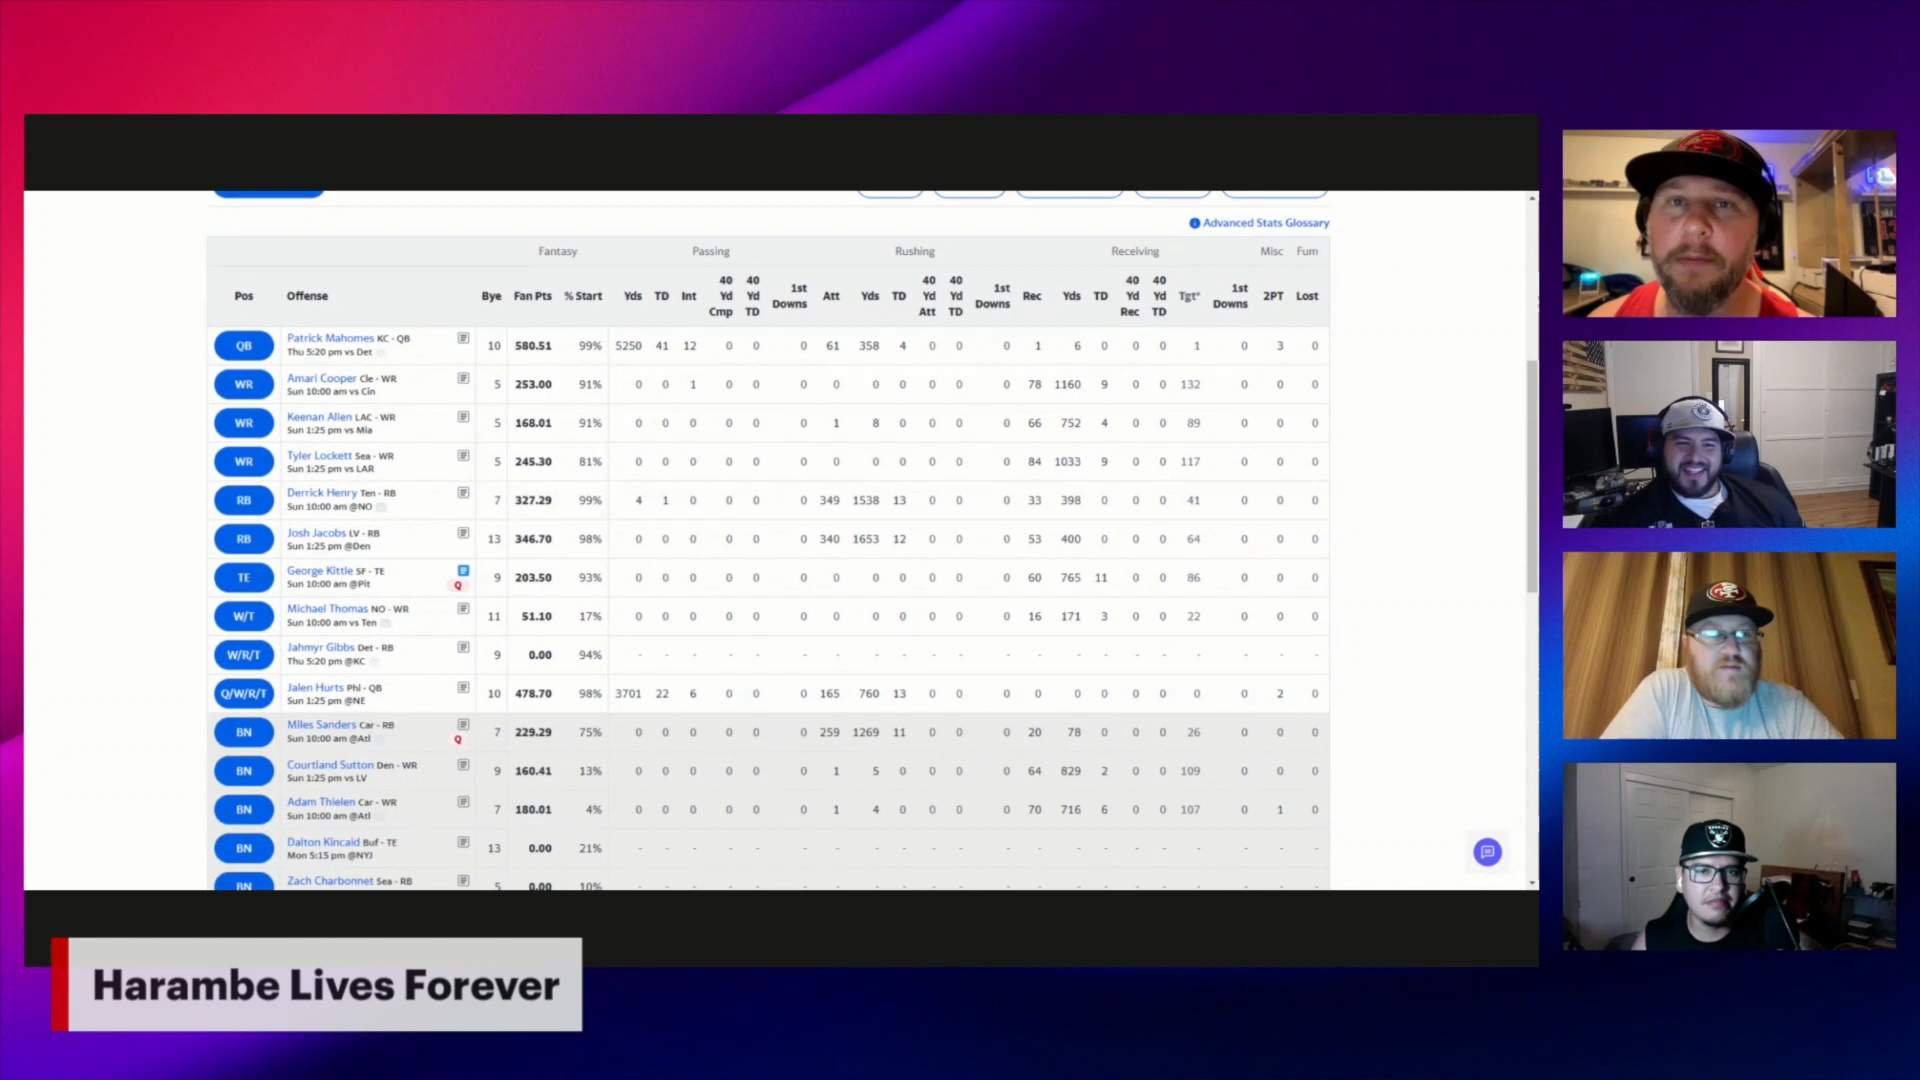 Advanced Stats Glossary
Fantasy Passing Rushing Receiving Misc Fum
Pos Offense Bye Fan Pts % Start Yds TD Int 40 Yd Cmp 40 Yd TD 1st Downs Att Yds TD 40 Yd Att 40 Yd TD 1st Downs Rec Yds TD 40 Yd Rec 40 Yd TD Tgt* 1st Downs 2PT Lost
QB Patrick Mahomes KC - QB 10 580.51 99% 5250 41 12 0 0 0 61 358 4 0 0 0 1 6 0 0 0 1 0 3 0
Thu 5:20 pm vs Det
WR Amari Cooper Cle - WR 5 253.00 91% 0 0 1 0 0 0 0 0 0 0 0 0 78 1160 9 0 0 132 0 0 0
Sun 10:00 am vs Cin
WR Keenan Allen LAC - WR 5 168.01 91% 0 0 0 0 0 0 1 8 0 0 0 0 66 752 4 0 0 89 0 0 0
Sun 1:25 pm vs Mia
WR Tyler Lockett Sea - WR 5 245.30 81% 0 0 0 0 0 0 0 0 0 0 0 0 84 1033 9 0 0 117 0 0 0
Sun 1:25 pm vs LAR
RB Derrick Henry Ten - RB 7 327.29 99% 4 1 0 0 0 0 349 1538 13 0 0 0 33 398 0 0 0 41 0 0 0
Sun 10:00 am @NO
RB Josh Jacobs LV - RB 13 346.70 98% 0 0 0 0 0 0 340 1653 12 0 0 0 53 400 0 0 0 64 0 0 0
Sun 1:25 pm @Den
TE George Kittle SF - TE 9 203.50 93% 0 0 0 0 0 0 0 0 0 0 0 0 60 765 11 0 0 86 0 0 0
Sun 10:00 am @Pit Q
W/T Michael Thomas NO - WR 11 51.10 17% 0 0 0 0 0 0 0 0 0 0 0 0 16 171 3 0 0 22 0 0 0
Sun 10:00 am vs Ten
W/R/T Jahmyr Gibbs Det - RB 9 0.00 94% - - - - - - - - - - - - - - - - - - - - -
Thu 5:20 pm @KC
Q/W/R/T Jalen Hurts Phi - QB 10 478.70 98% 3701 22 6 0 0 0 165 760 13 0 0 0 0 0 0 0 0 0 0 2 0
Sun 1:25 pm @NE
BN Miles Sanders Car - RB 7 229.29 75% 0 0 0 0 0 0 259 1269 11 0 0 0 20 78 0 0 0 26 0 0 0
Sun 10:00 am @Atl Q
BN Courtland Sutton Den - WR 9 160.41 13% 0 0 0 0 0 0 1 5 0 0 0 0 64 829 2 0 0 109 0 0 0
Sun 1:25 pm vs LV
BN Adam Thielen Car - WR 7 180.01 4% 0 0 0 0 0 0 1 4 0 0 0 0 70 716 6 0 0 107 0 1 0
Sun 10:00 am @Atl
BN Dalton Kincaid Buf - TE 13 0.00 21% - - - - - - - - - - - - - - - - - - - - -
Mon 5:15 pm @NYJ
BN Zach Charbonnet Sea - RB 5 0.00 10% - - - - - - - - - - - - - - - - - - - - -
Harambe Lives Forever